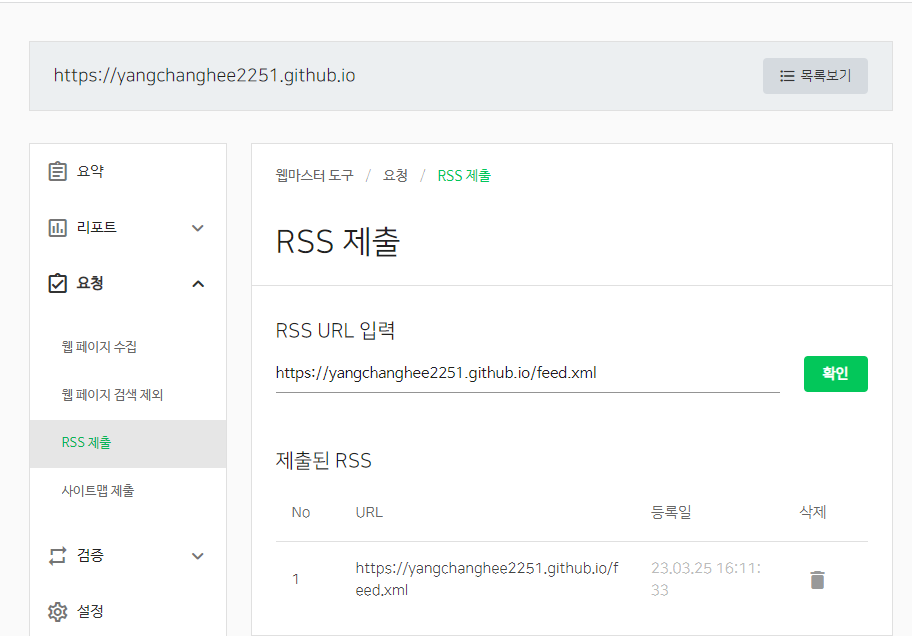 https://yangchanghee2251.github.io
목록보기
요약
리포트
요청
웹 페이지 수집
웹 페이지 검색 제외
RSS 제출
사이트맵 제출
검증
설정
웹마스터 도구 / 요청 / RSS 제출
RSS 제출
RSS URL 입력
https://yangchanghee2251.github.io/feed.xml
확인
제출된 RSS
No URL 등록일 삭제
1 https://yangchanghee2251.github.io/f 23.03.25 16:11:
eed.xml 33